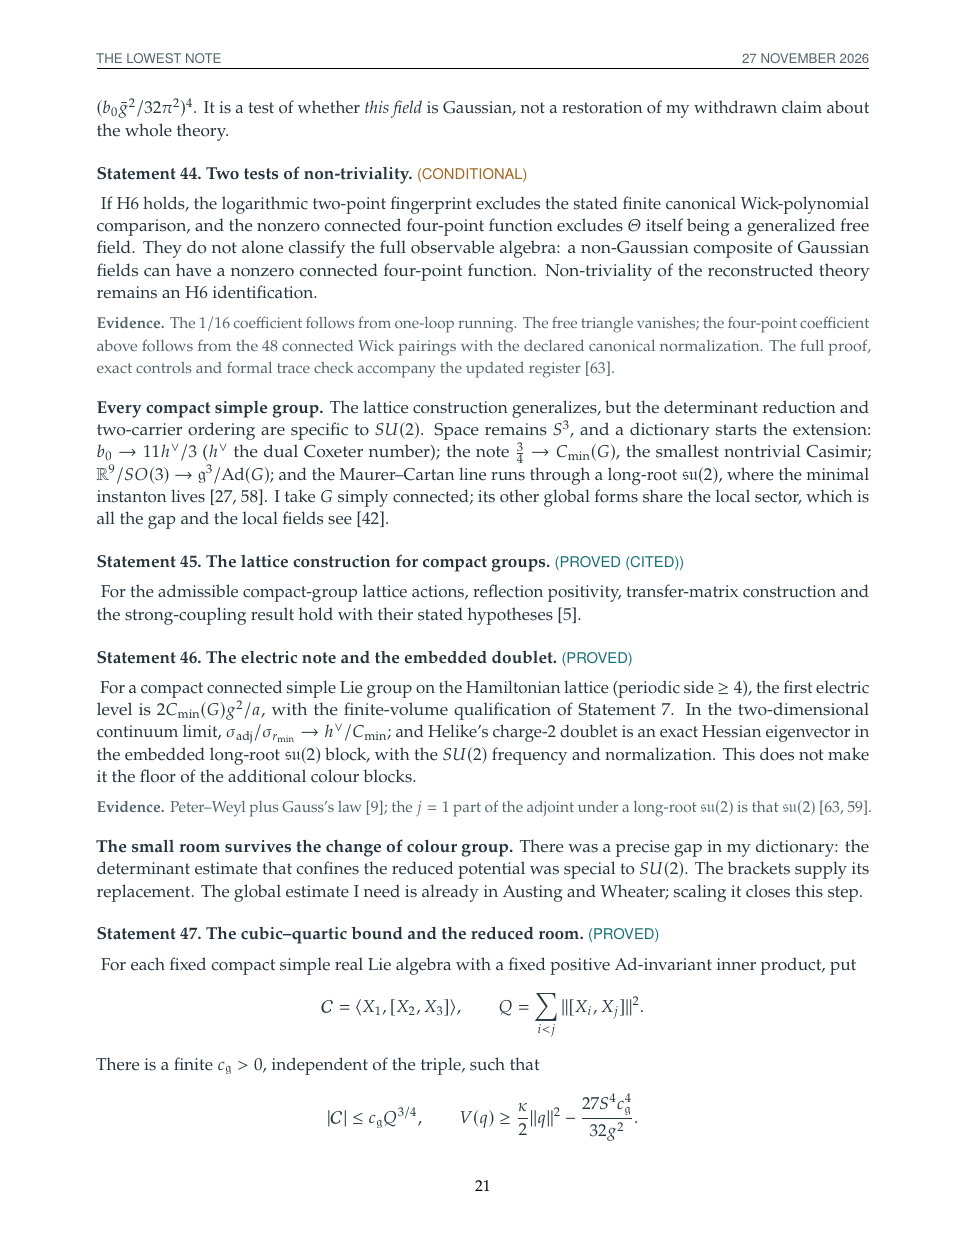 THE LOWEST NOTE 27 NOVEMBER 2026
(b₀ḡ²/32π²)⁴. It is a test of whether this field is Gaussian, not a restoration of my withdrawn claim about
the whole theory.
Statement 44. Two tests of non-triviality. (CONDITIONAL)
If H6 holds, the logarithmic two-point fingerprint excludes the stated finite canonical Wick-polynomial
comparison, and the nonzero connected four-point function excludes Θ itself being a generalized free
field. They do not alone classify the full observable algebra: a non-Gaussian composite of Gaussian
fields can have a nonzero connected four-point function. Non-triviality of the reconstructed theory
remains an H6 identification.
Evidence. The 1/16 coefficient follows from one-loop running. The free triangle vanishes; the four-point coefficient
above follows from the 48 connected Wick pairings with the declared canonical normalization. The full proof,
exact controls and formal trace check accompany the updated register [63].
Every compact simple group. The lattice construction generalizes, but the determinant reduction and
two-carrier ordering are specific to SU(2). Space remains S³, and a dictionary starts the extension:
b₀ → 11h^∨/3 (h^∨ the dual Coxeter number); the note 3/4 → C_min(G), the smallest nontrivial Casimir;
ℝ⁹/SO(3) → 𝔤³/Ad(G); and the Maurer–Cartan line runs through a long-root 𝔰𝔲(2), where the minimal
instanton lives [27, 58]. I take G simply connected; its other global forms share the local sector, which is
all the gap and the local fields see [42].
Statement 45. The lattice construction for compact groups. (PROVED (CITED))
For the admissible compact-group lattice actions, reflection positivity, transfer-matrix construction and
the strong-coupling result hold with their stated hypotheses [5].
Statement 46. The electric note and the embedded doublet. (PROVED)
For a compact connected simple Lie group on the Hamiltonian lattice (periodic side ≥ 4), the first electric
level is 2C_min(G)g²/a, with the finite-volume qualification of Statement 7. In the two-dimensional
continuum limit, σ_adj/σ_{r_min} → h^∨/C_min; and Helike’s charge-2 doublet is an exact Hessian eigenvector in
the embedded long-root 𝔰𝔲(2) block, with the SU(2) frequency and normalization. This does not make
it the floor of the additional colour blocks.
Evidence. Peter–Weyl plus Gauss’s law [9]; the j = 1 part of the adjoint under a long-root 𝔰𝔲(2) is that 𝔰𝔲(2) [63, 59].
The small room survives the change of colour group. There was a precise gap in my dictionary: the
determinant estimate that confines the reduced potential was special to SU(2). The brackets supply its
replacement. The global estimate I need is already in Austing and Wheater; scaling it closes this step.
Statement 47. The cubic–quartic bound and the reduced room. (PROVED)
For each fixed compact simple real Lie algebra with a fixed positive Ad-invariant inner product, put
C = ⟨X₁, [X₂, X₃]⟩, Q = ∑_{i<j} ‖[X_i, X_j]‖².
There is a finite c_𝔤 > 0, independent of the triple, such that
|C| ≤ c_𝔤 Q^{3/4}, V(q) ≥ κ/2 ‖q‖² − 27S⁴c_𝔤⁴/32g².
21